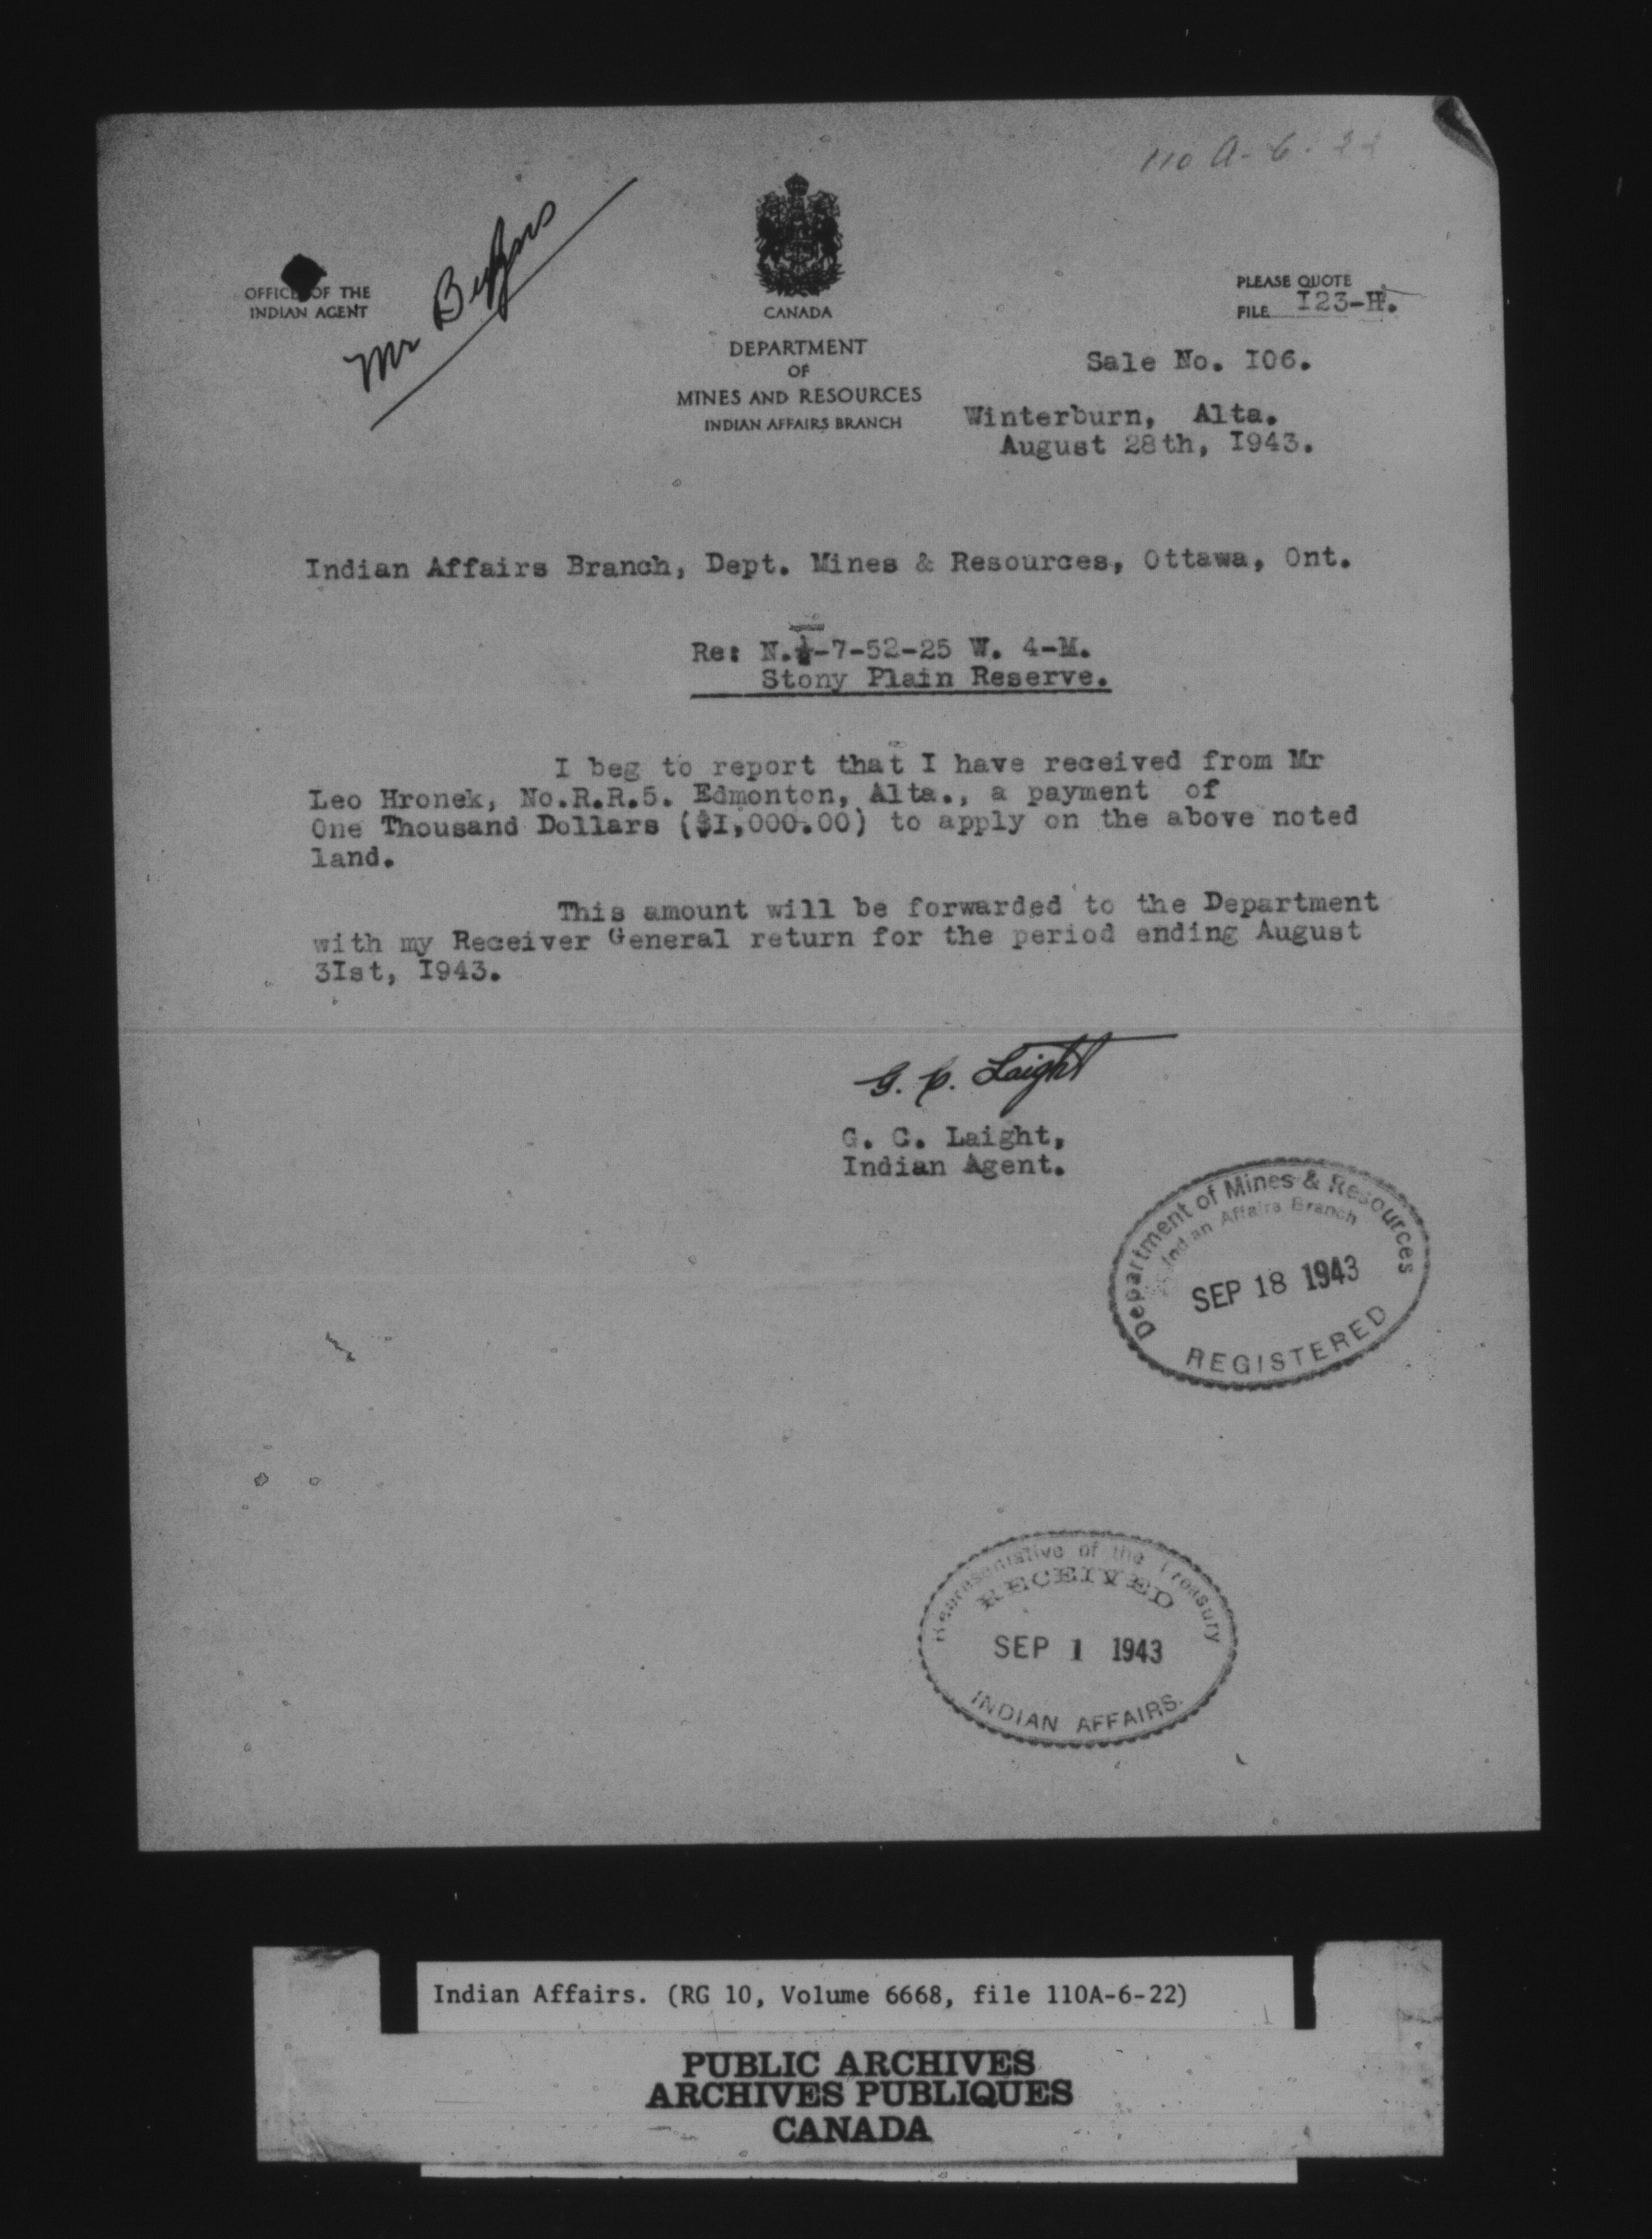 110 A-6-22
OFFICE OF THE
INDIAN AGENT
Mr
CANADA
DEPARTMENT
OF
MINES AND RESOURCES
INDIAN AFFAIRS BRANCH
PLEASE QUOTE
FILE I23-H.
Sale No. I06.
Winterburn, Alta.
August 28th, I943.
Indian Affairs Branch, Dept. Mines & Resources, Ottawa, Ont.
Re: N.½-7-52-25 W. 4-M.
Stony Plain Reserve.
I beg to report that I have received from Mr
Leo Hronek, No.R.R.5. Edmonton, Alta., a payment of
One Thousand Dollars ($I,000.00) to apply on the above noted
land.
This amount will be forwarded to the Department
with my Receiver General return for the period ending August
3Ist, I943.
G. C. Laight
G. C. Laight,
Indian Agent.
Department of Mines & Resources
Indian Affairs Branch
SEP 18 1943
REGISTERED
Representative of the Treasury
RECEIVED
SEP 1 1943
INDIAN AFFAIRS.
Indian Affairs. (RG 10, Volume 6668, file 110A-6-22)
PUBLIC ARCHIVES
ARCHIVES PUBLIQUES
CANADA